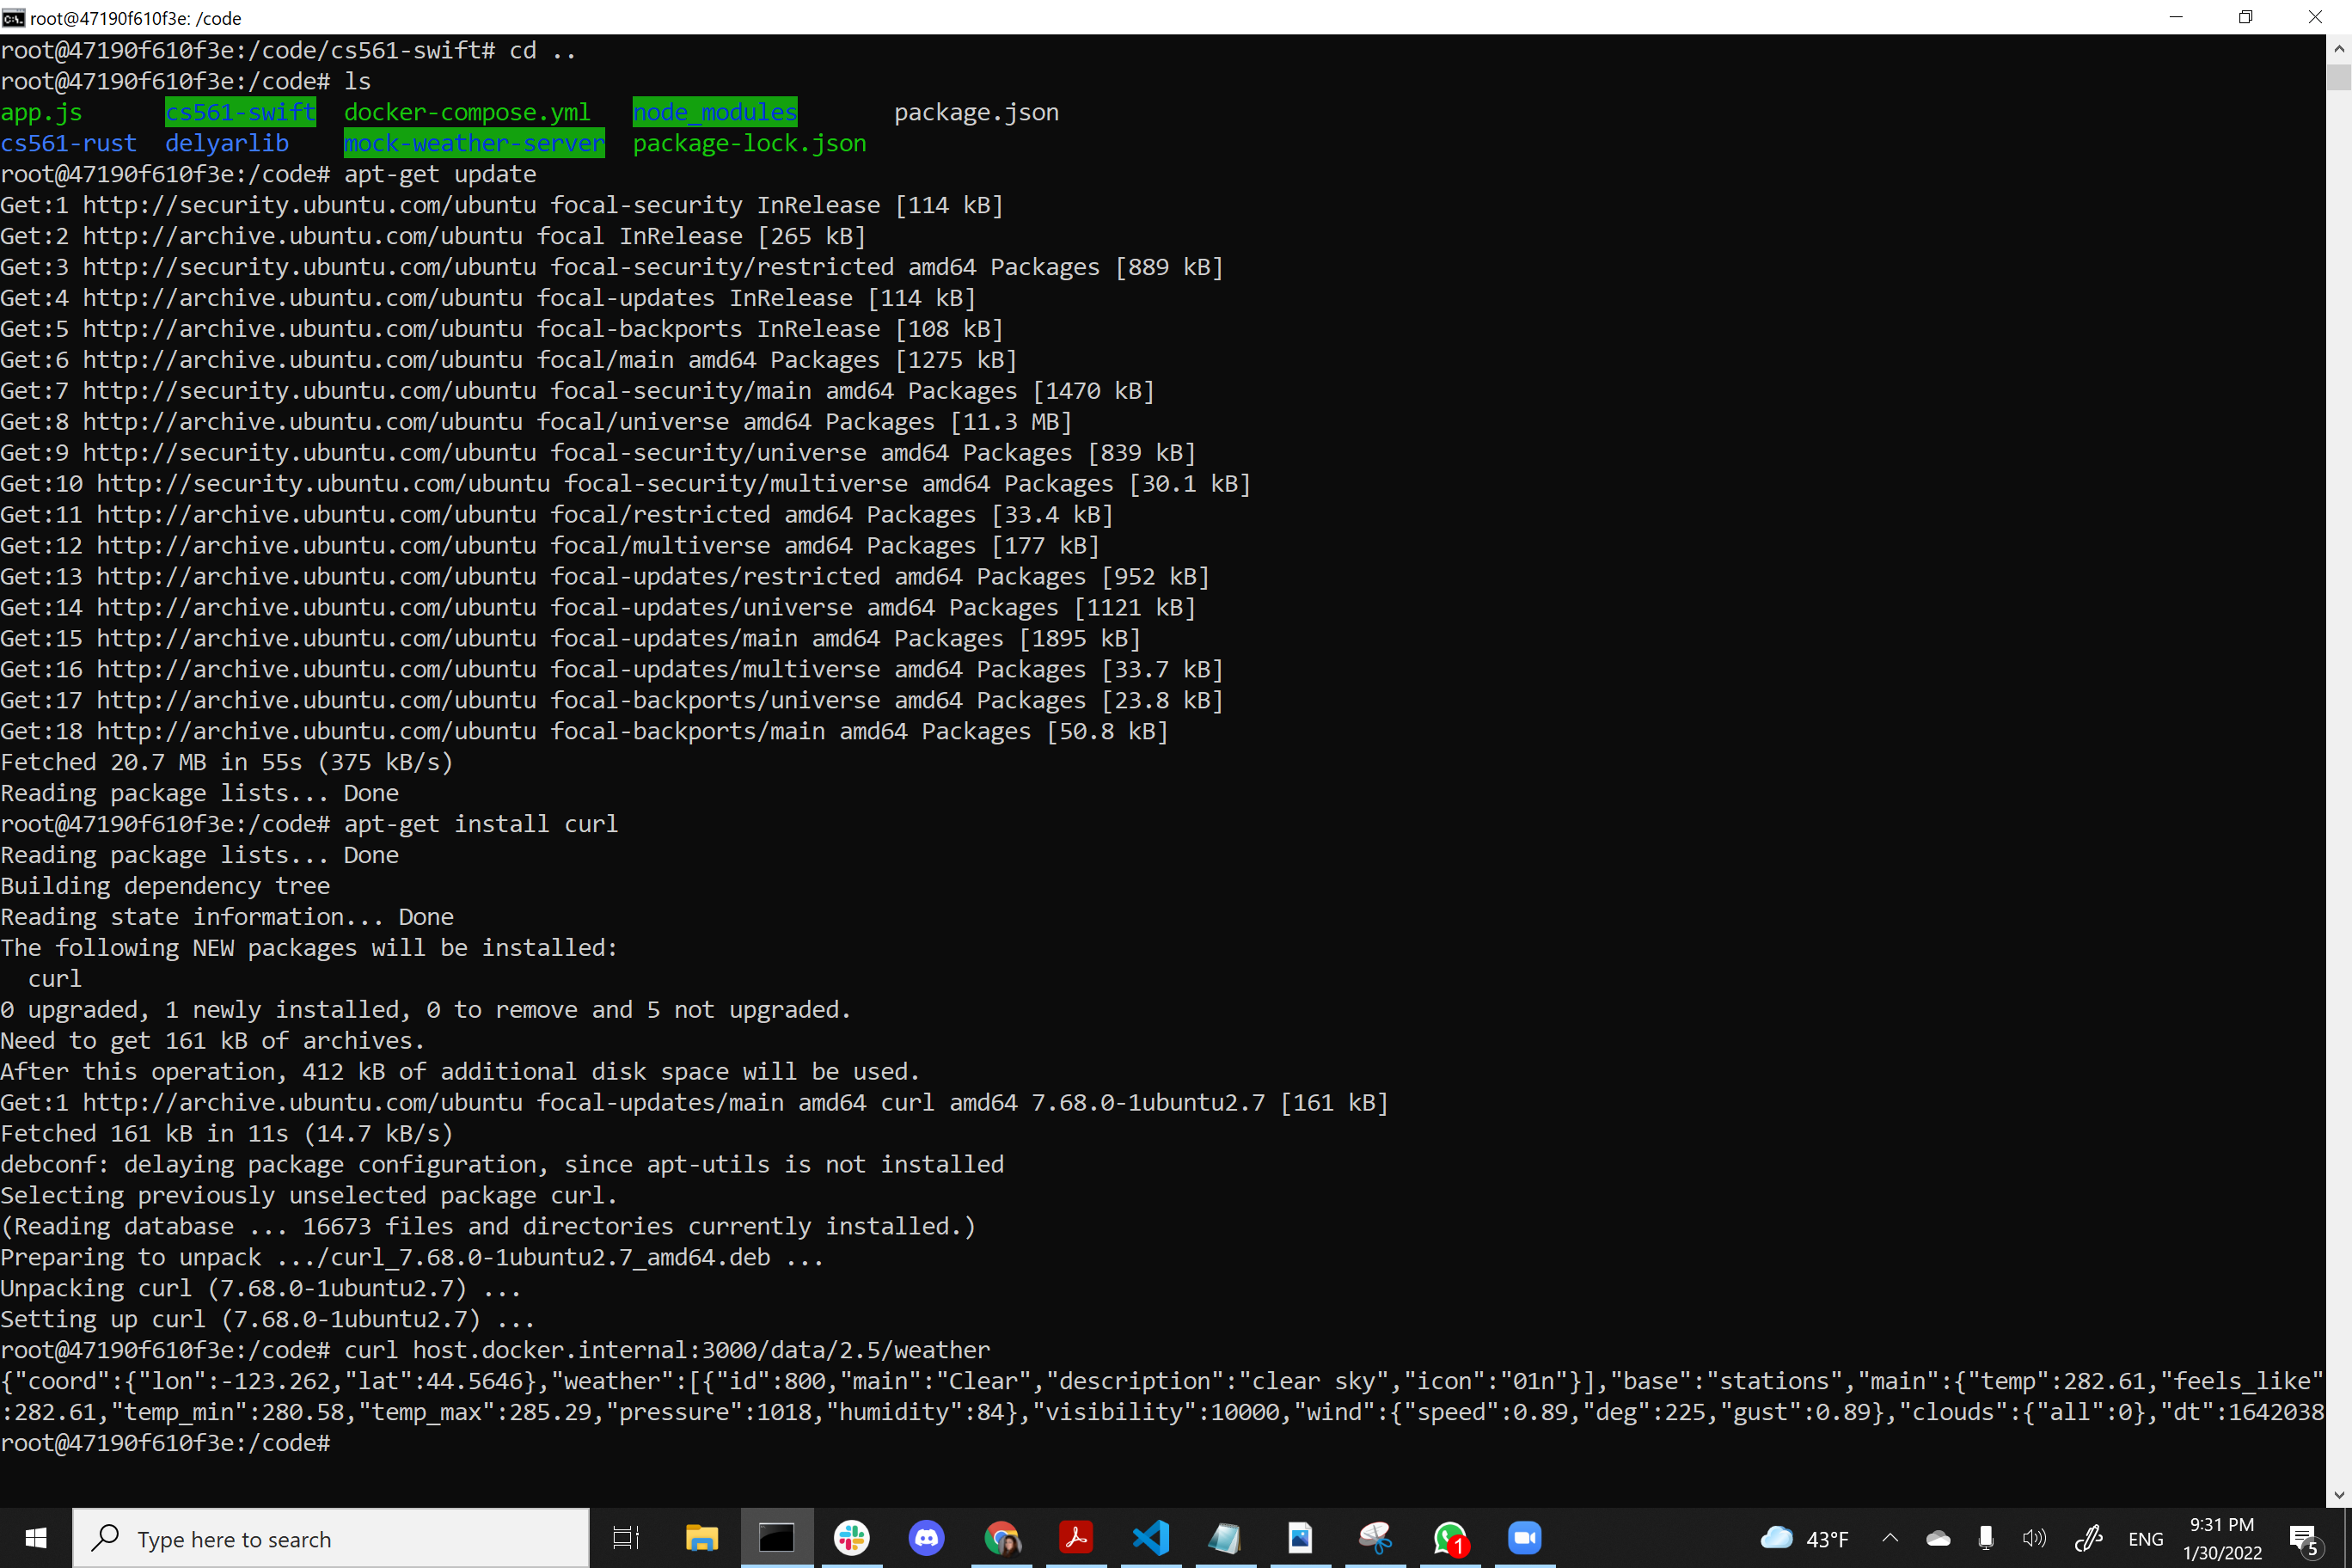 root@47190f610f3e: /code
root@47190f610f3e:/code/cs561-swift# cd ..
root@47190f610f3e:/code# ls
app.js      cs561-swift  docker-compose.yml   node_modules       package.json
cs561-rust  delyarlib    mock-weather-server  package-lock.json
root@47190f610f3e:/code# apt-get update
Get:1 http://security.ubuntu.com/ubuntu focal-security InRelease [114 kB]
Get:2 http://archive.ubuntu.com/ubuntu focal InRelease [265 kB]
Get:3 http://security.ubuntu.com/ubuntu focal-security/restricted amd64 Packages [889 kB]
Get:4 http://archive.ubuntu.com/ubuntu focal-updates InRelease [114 kB]
Get:5 http://archive.ubuntu.com/ubuntu focal-backports InRelease [108 kB]
Get:6 http://archive.ubuntu.com/ubuntu focal/main amd64 Packages [1275 kB]
Get:7 http://security.ubuntu.com/ubuntu focal-security/main amd64 Packages [1470 kB]
Get:8 http://archive.ubuntu.com/ubuntu focal/universe amd64 Packages [11.3 MB]
Get:9 http://security.ubuntu.com/ubuntu focal-security/universe amd64 Packages [839 kB]
Get:10 http://security.ubuntu.com/ubuntu focal-security/multiverse amd64 Packages [30.1 kB]
Get:11 http://archive.ubuntu.com/ubuntu focal/restricted amd64 Packages [33.4 kB]
Get:12 http://archive.ubuntu.com/ubuntu focal/multiverse amd64 Packages [177 kB]
Get:13 http://archive.ubuntu.com/ubuntu focal-updates/restricted amd64 Packages [952 kB]
Get:14 http://archive.ubuntu.com/ubuntu focal-updates/universe amd64 Packages [1121 kB]
Get:15 http://archive.ubuntu.com/ubuntu focal-updates/main amd64 Packages [1895 kB]
Get:16 http://archive.ubuntu.com/ubuntu focal-updates/multiverse amd64 Packages [33.7 kB]
Get:17 http://archive.ubuntu.com/ubuntu focal-backports/universe amd64 Packages [23.8 kB]
Get:18 http://archive.ubuntu.com/ubuntu focal-backports/main amd64 Packages [50.8 kB]
Fetched 20.7 MB in 55s (375 kB/s)
Reading package lists... Done
root@47190f610f3e:/code# apt-get install curl
Reading package lists... Done
Building dependency tree
Reading state information... Done
The following NEW packages will be installed:
  curl
0 upgraded, 1 newly installed, 0 to remove and 5 not upgraded.
Need to get 161 kB of archives.
After this operation, 412 kB of additional disk space will be used.
Get:1 http://archive.ubuntu.com/ubuntu focal-updates/main amd64 curl amd64 7.68.0-1ubuntu2.7 [161 kB]
Fetched 161 kB in 11s (14.7 kB/s)
debconf: delaying package configuration, since apt-utils is not installed
Selecting previously unselected package curl.
(Reading database ... 16673 files and directories currently installed.)
Preparing to unpack .../curl_7.68.0-1ubuntu2.7_amd64.deb ...
Unpacking curl (7.68.0-1ubuntu2.7) ...
Setting up curl (7.68.0-1ubuntu2.7) ...
root@47190f610f3e:/code# curl host.docker.internal:3000/data/2.5/weather
{"coord":{"lon":-123.262,"lat":44.5646},"weather":[{"id":800,"main":"Clear","description":"clear sky","icon":"01n"}],"base":"stations","main":{"temp":282.61,"feels_like"
:282.61,"temp_min":280.58,"temp_max":285.29,"pressure":1018,"humidity":84},"visibility":10000,"wind":{"speed":0.89,"deg":225,"gust":0.89},"clouds":{"all":0},"dt":1642038
root@47190f610f3e:/code#
Type here to search
1
43°F
ENG
9:31 PM
1/30/2022
5